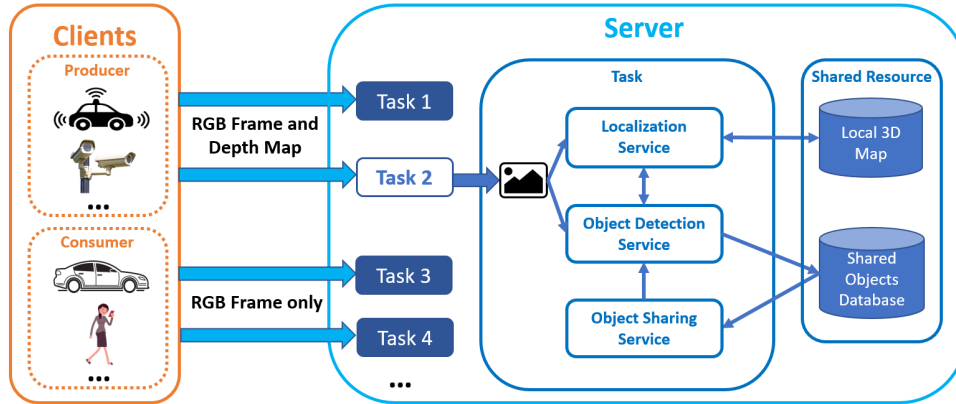 Clients
Producer
...
Consumer
...
RGB Frame and
Depth Map
RGB Frame only
Server
Task 1
Task 2
Task 3
Task 4
...
Task
Localization
Service
Object Detection
Service
Object Sharing
Service
Shared Resource
Local 3D
Map
Shared
Objects
Database